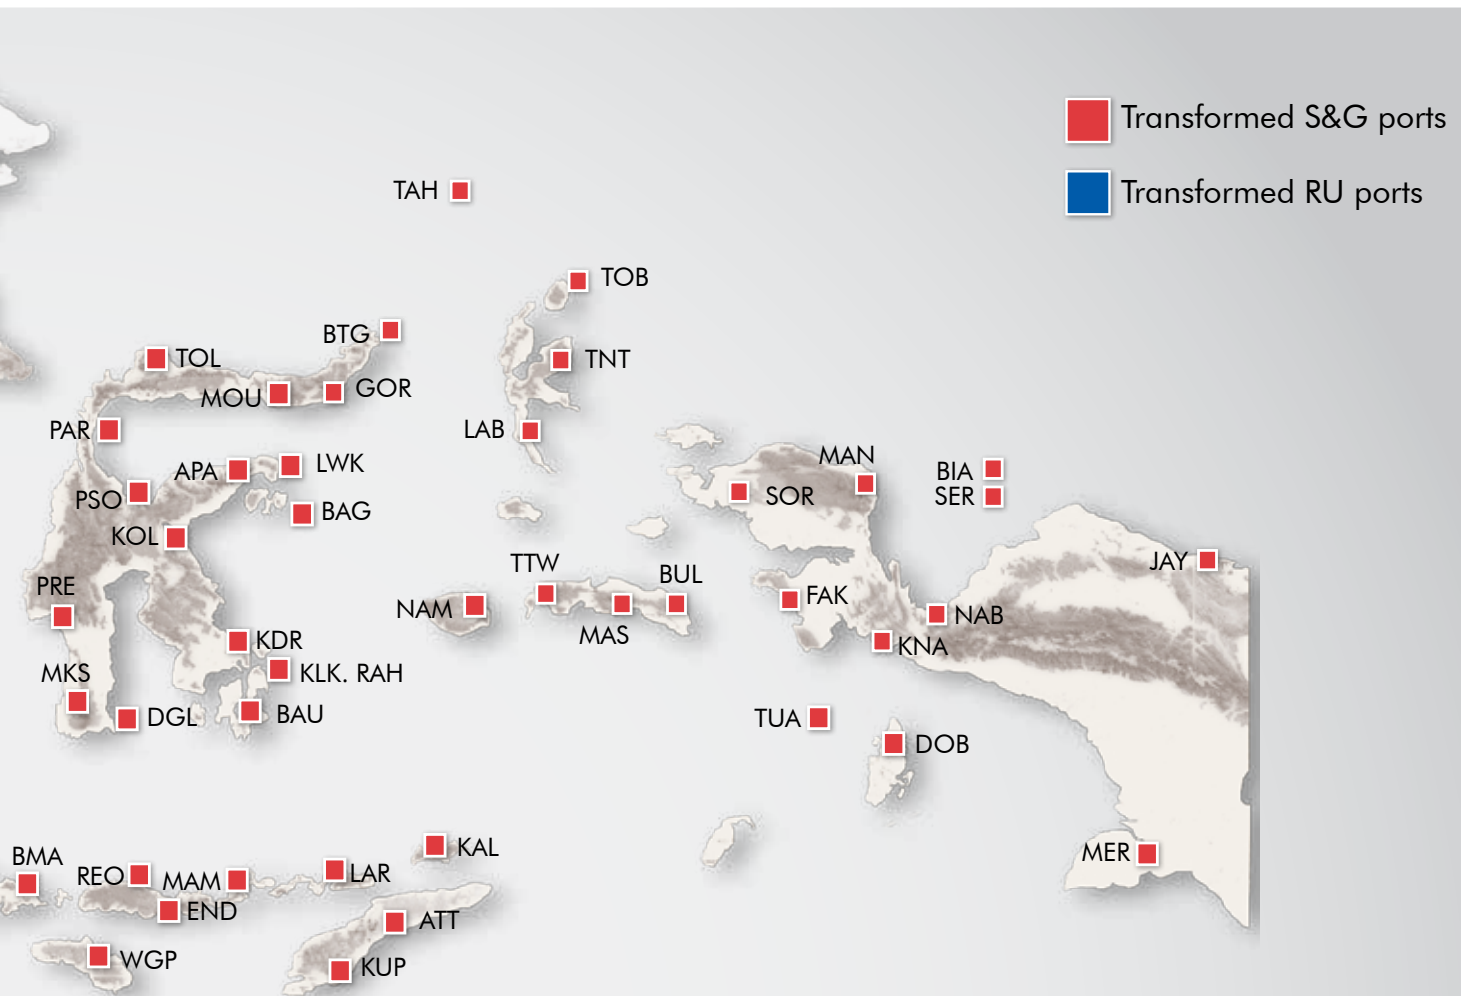 Transformed S&G ports
Transformed RU ports
TAH
TOB
BTG
TOL
TNT
MOU
GOR
PAR
LAB
APA
LWK
MAN
BIA
PSO
SOR
SER
BAG
KOL
JAY
TTW
BUL
PRE
NAM
FAK
NAB
MAS
KDR
KNA
MKS
KLK. RAH
DGL
BAU
TUA
DOB
KAL
MER
BMA
REO
MAM
LAR
END
ATT
WGP
KUP